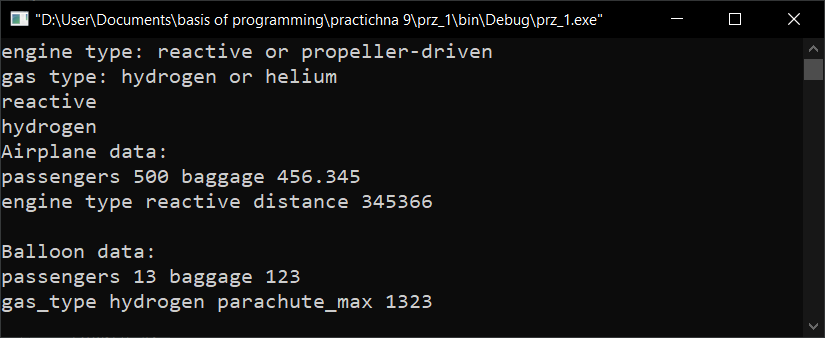 "D:\User\Documents\basis of programming\practichna 9\prz_1\bin\Debug\prz_1.exe"
engine type: reactive or propeller-driven
gas type: hydrogen or helium
reactive
hydrogen
Airplane data:
passengers 500 baggage 456.345
engine type reactive distance 345366
Balloon data:
passengers 13 baggage 123
gas_type hydrogen parachute_max 1323